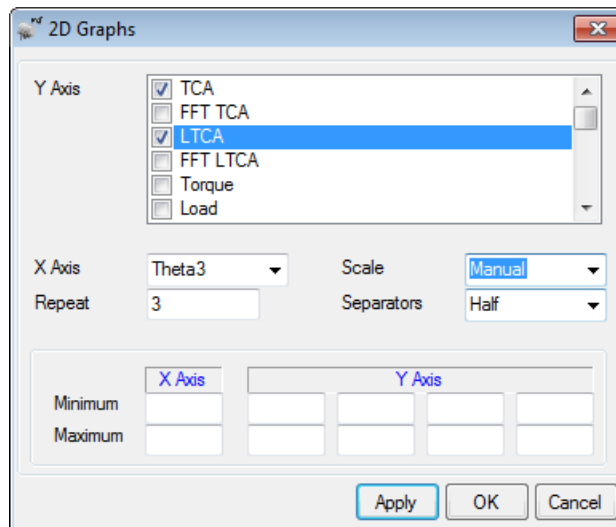 2D Graphs
Y Axis
TCA
FFT TCA
LTCA
FFT LTCA
Torque
Load
X Axis Theta3 Scale Manual
Repeat 3 Separators Half
X Axis Y Axis
Minimum
Maximum
Apply OK Cancel